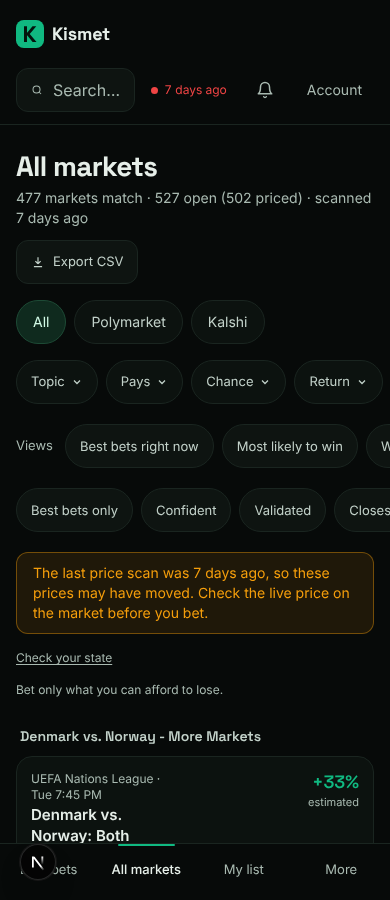 Kismet
Search...
7 days ago
Account
All markets
477 markets match · 527 open (502 priced) · scanned
7 days ago
Export CSV
All
Polymarket
Kalshi
Topic
Pays
Chance
Return
Views
Best bets right now
Most likely to win
Best bets only
Confident
Validated
Closes
The last price scan was 7 days ago, so these
prices may have moved. Check the live price on
the market before you bet.
Check your state
Bet only what you can afford to lose.
Denmark vs. Norway - More Markets
UEFA Nations League ·
Tue 7:45 PM
+33%
estimated
Denmark vs.
Norway: Both
N
All markets
My list
More